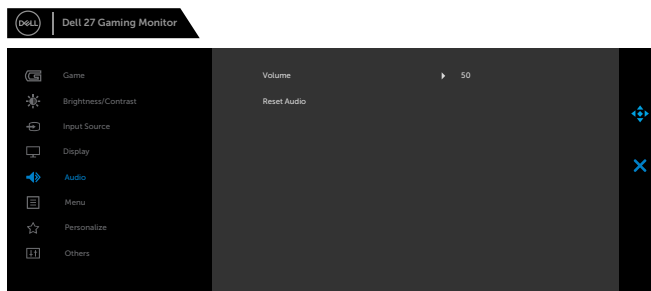 DELL
Dell 27 Gaming Monitor
Game
Volume 50
Brightness/Contrast
Reset Audio
Input Source
Display
Audio
Menu
Personalize
Others